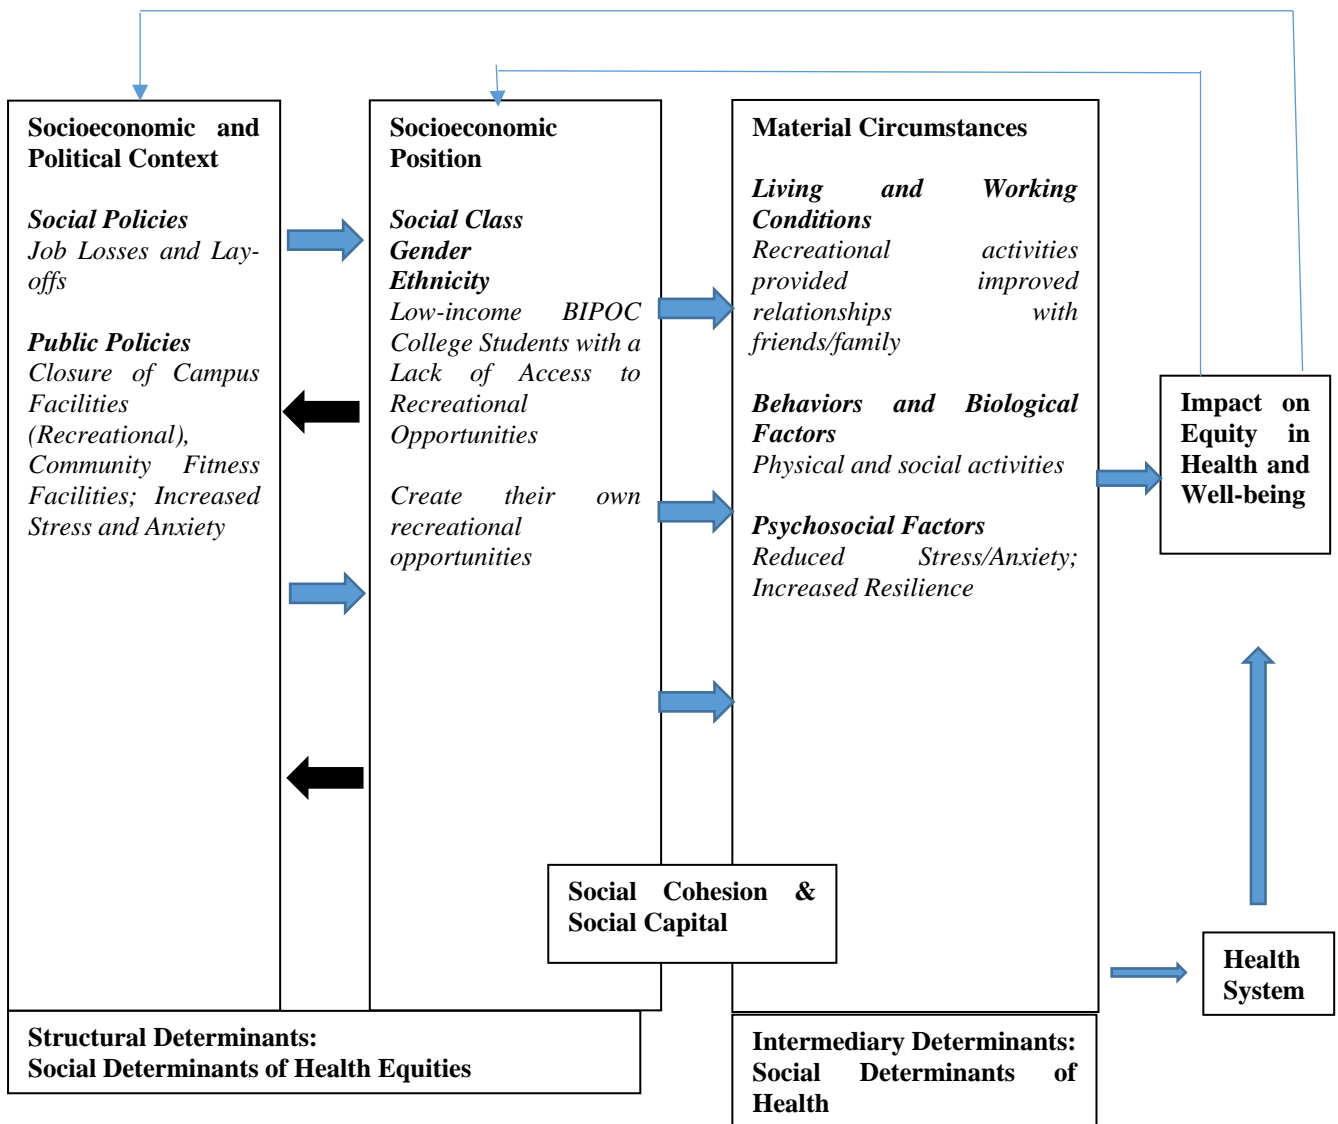 Socioeconomic and
Political Context
Social Policies
Job Losses and Lay-
offs
Public Policies
Closure of Campus
Facilities
(Recreational),
Community Fitness
Facilities; Increased
Stress and Anxiety
Socioeconomic
Position
Social Class
Gender
Ethnicity
Low-income BIPOC
College Students with a
Lack of Access to
Recreational
Opportunities
Create their own
recreational
opportunities
Material Circumstances
Living and Working
Conditions
Recreational activities
provided improved
relationships with
friends/family
Behaviors and Biological
Factors
Physical and social activities
Psychosocial Factors
Reduced Stress/Anxiety;
Increased Resilience
Impact on
Equity in
Health and
Well-being
Social Cohesion &
Social Capital
Health
System
Structural Determinants:
Social Determinants of Health Equities
Intermediary Determinants:
Social Determinants of
Health